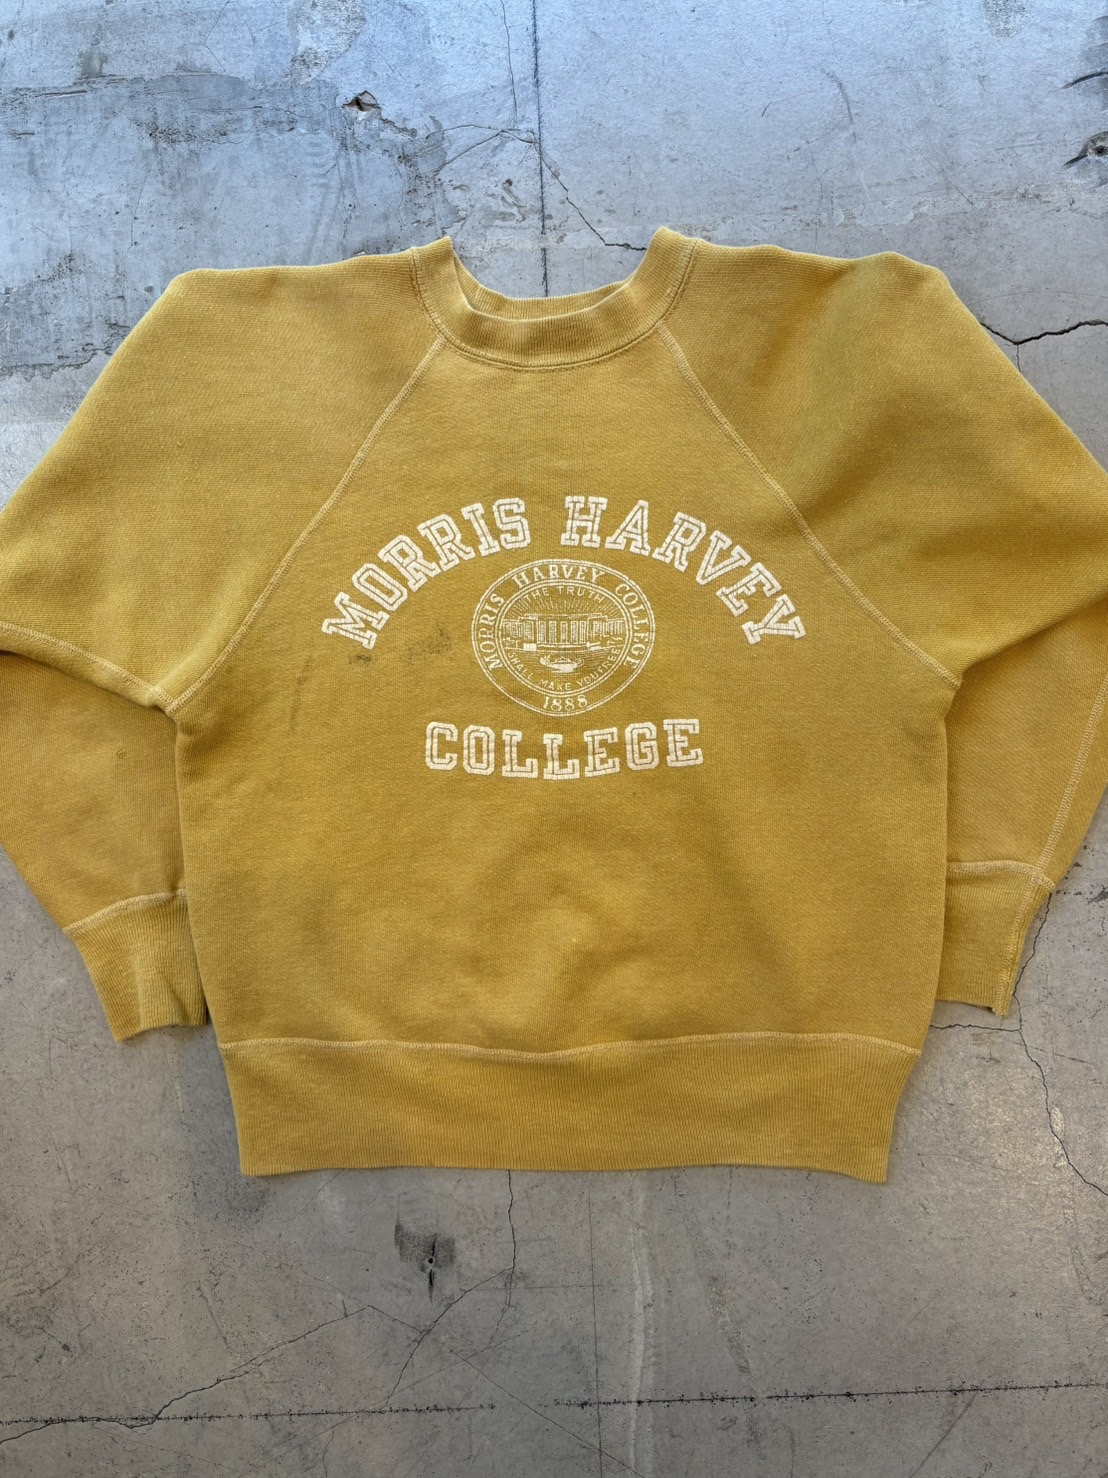 MORRIS HARVEY
MORRIS HARVEY COLLEGE
THE TRUTH
SHALL MAKE YOU FREE
1888
COLLEGE